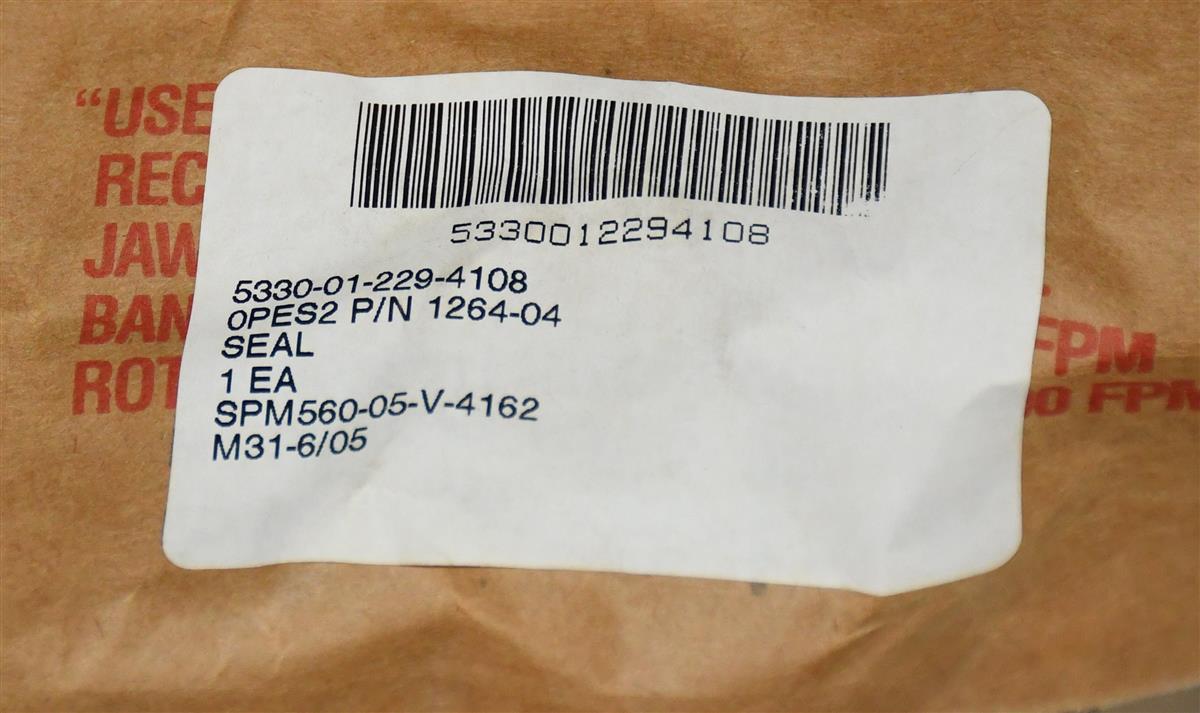 "USE
REC
JAW
BAN
ROT
FPM
00 FPM
5330012294108
5330-01-229-4108
0PES2 P/N 1264-04
SEAL
1 EA
SPM560-05-V-4162
M31-6/05